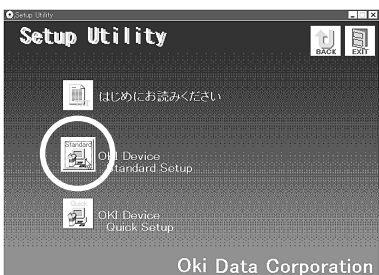 Setup Utility
Setup Utility
BACK
EXIT
はじめにお読みください
Standard
OKI Device
Standard Setup
Quick
OKI Device
Quick Setup
Oki Data Corporation